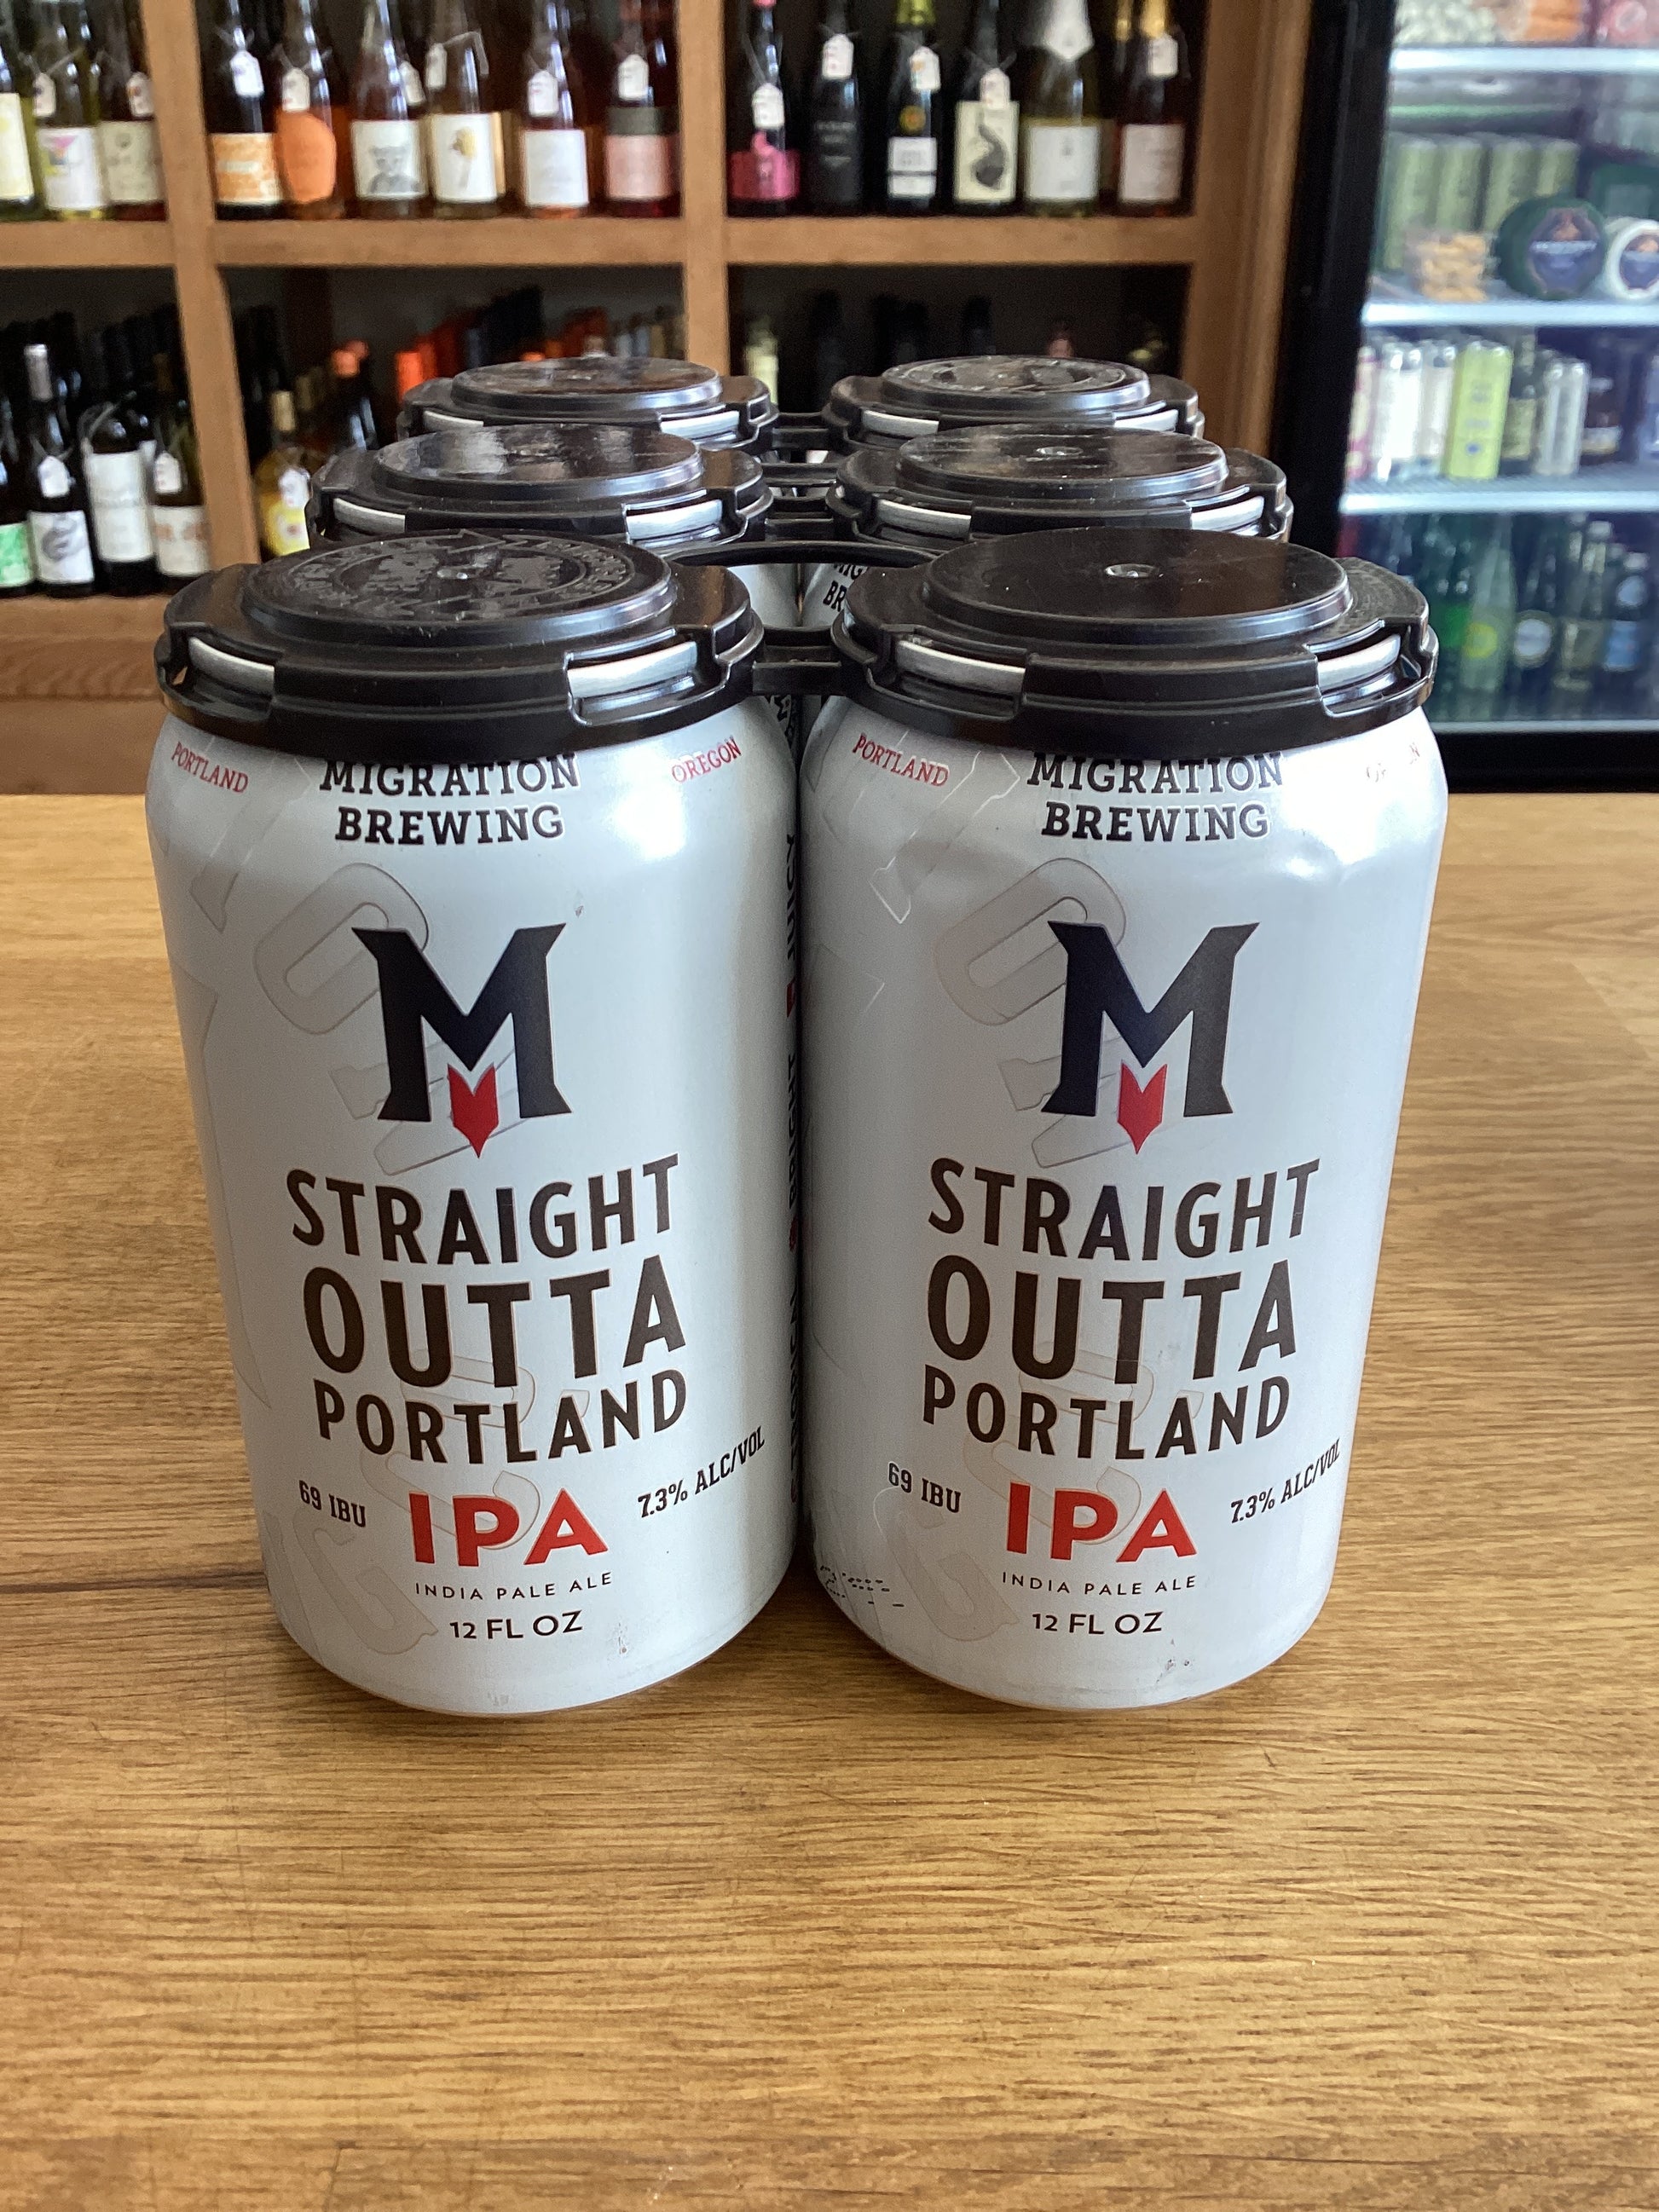 PORTLAND
MIGRATION
BREWING
OREGON
M
STRAIGHT
OUTTA
PORTLAND
69 IBU
IPA
7.3% ALC/VOL
INDIA PALE ALE
12 FL OZ
JUICY
PORTLAND
MIGRATION
BREWING
M
STRAIGHT
OUTTA
PORTLAND
69 IBU
IPA
7.3% ALC/VOL
INDIA PALE ALE
12 FL OZ